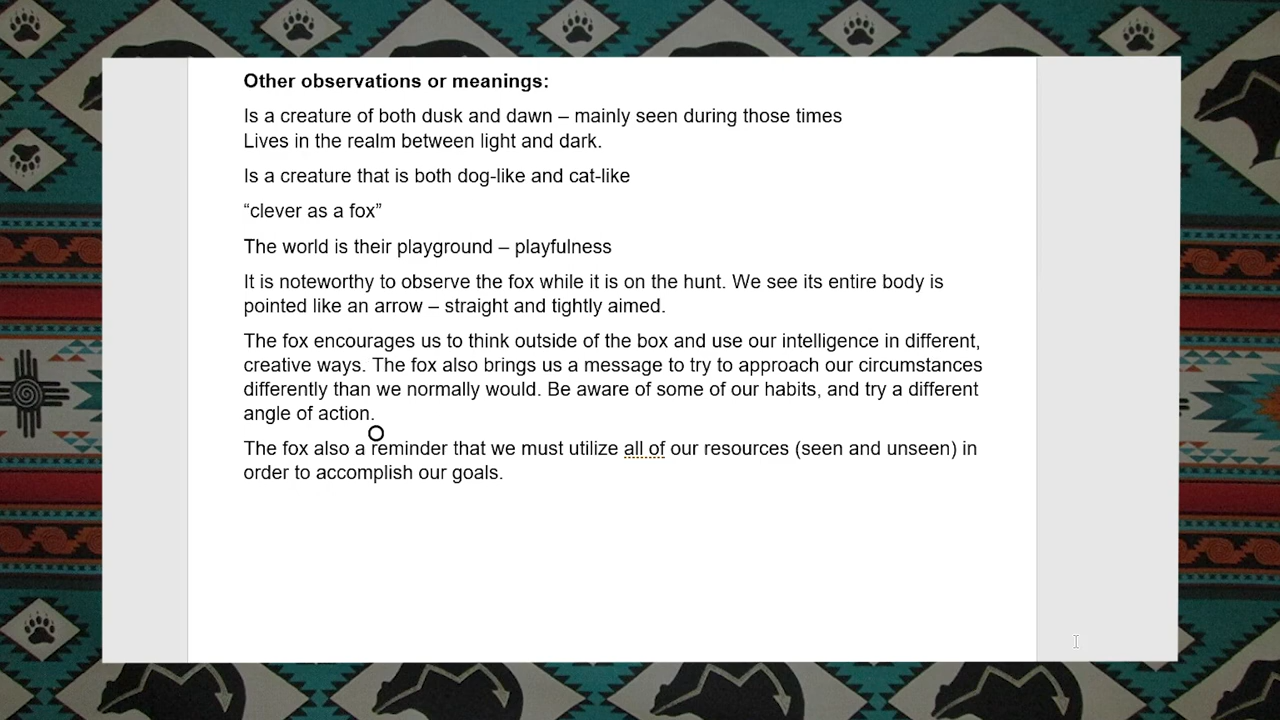 Other observations or meanings:
Is a creature of both dusk and dawn – mainly seen during those times
Lives in the realm between light and dark.
Is a creature that is both dog-like and cat-like
“clever as a fox”
The world is their playground – playfulness
It is noteworthy to observe the fox while it is on the hunt. We see its entire body is
pointed like an arrow – straight and tightly aimed.
The fox encourages us to think outside of the box and use our intelligence in different,
creative ways. The fox also brings us a message to try to approach our circumstances
differently than we normally would. Be aware of some of our habits, and try a different
angle of action.
The fox also a reminder that we must utilize all of our resources (seen and unseen) in
order to accomplish our goals.